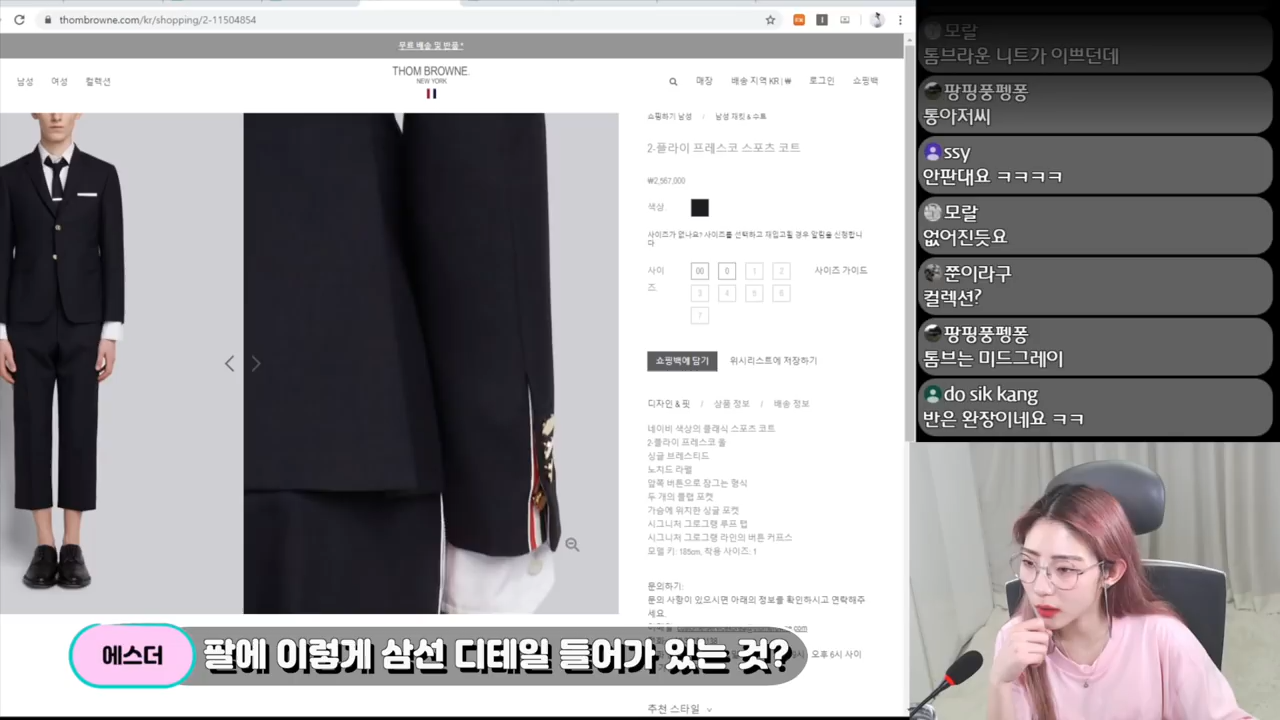 thombrowne.com/kr/shopping/2-11504854
무료 배송 및 반품*
남성 여성 컬렉션
THOM BROWNE.
NEW YORK
매장 배송 지역 KR | ₩ 로그인 쇼핑백
쇼핑하기 남성 / 남성 재킷 & 수트
2-플라이 프레스코 스포츠 코트
₩2,567,000
색상
사이즈가 없나요? 사이즈를 선택하고 재입고될 경우 알림을 신청합니다
사이즈
00 0 1 2
3 4 5 6
7
사이즈 가이드
쇼핑백에 담기 위시리스트에 저장하기
디자인 & 핏 / 상품 정보 / 배송 정보
네이비 색상의 클래식 스포츠 코트
2-플라이 프레스코 울
싱글 브레스티드
노치드 라펠
앞쪽 버튼으로 잠그는 형식
두 개의 플랩 포켓
가슴에 위치한 싱글 포켓
시그니처 그로그램 루프 탭
시그니처 그로그램 라인의 버튼 커프스
모델 키: 185cm, 착용 사이즈: 1
문의하기:
문의 사항이 있으시면 아래의 정보를 확인하시고 연락해주세요.
오후 6시 사이
추천 스타일
모랄
톰브라운 니트가 이쁘던데
팡핑풍펭퐁
통아저씨
ssy
안판대요 ㅋㅋㅋㅋ
모랄
없어진듯요
쭌이라구
컬렉션?
팡핑풍펭퐁
톰브는 미드그레이
do sik kang
반은 완장이네요 ㅋㅋ
에스더
팔에 이렇게 삼선 디테일 들어가 있는 것?